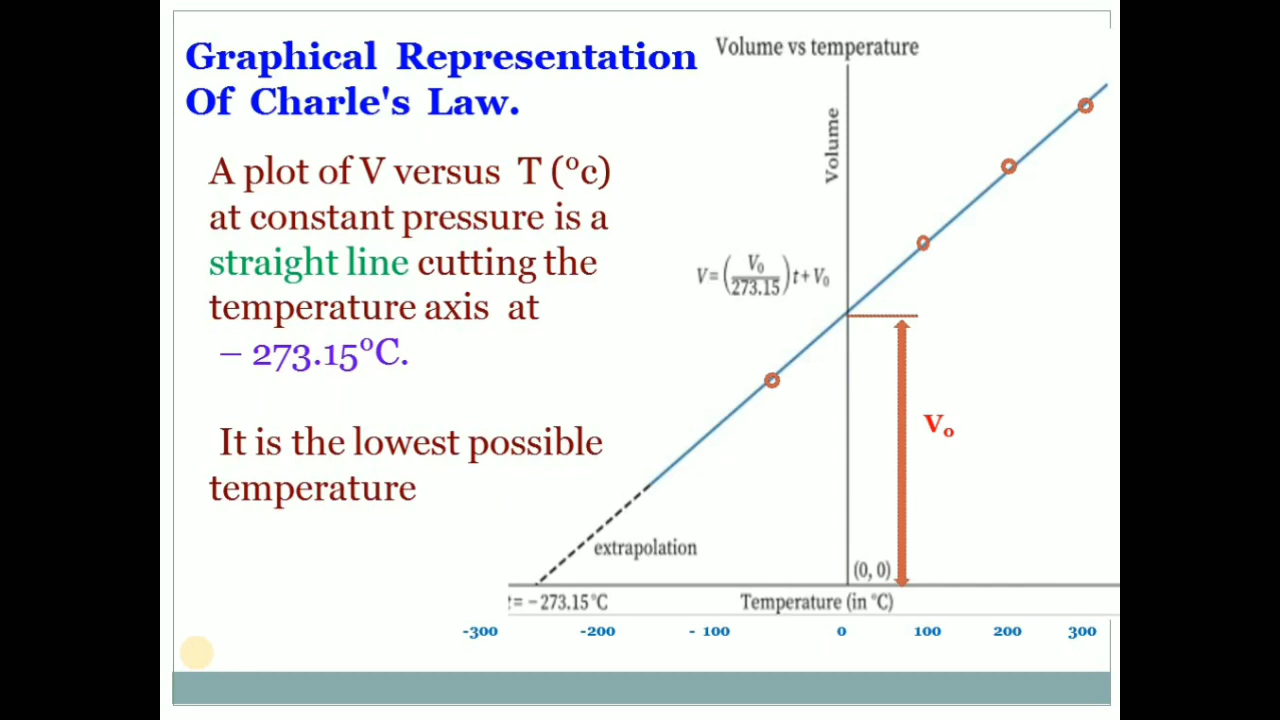 Graphical Representation
Of Charle's Law.
A plot of V versus T (°c)
at constant pressure is a
straight line cutting the
temperature axis at
– 273.15°C.
It is the lowest possible
temperature
Volume vs temperature
Volume
V=(V₀/273.15)t+V₀
Vₒ
extrapolation
(0, 0)
t= – 273.15°C
Temperature (in °C)
-300 -200 - 100 0 100 200 300